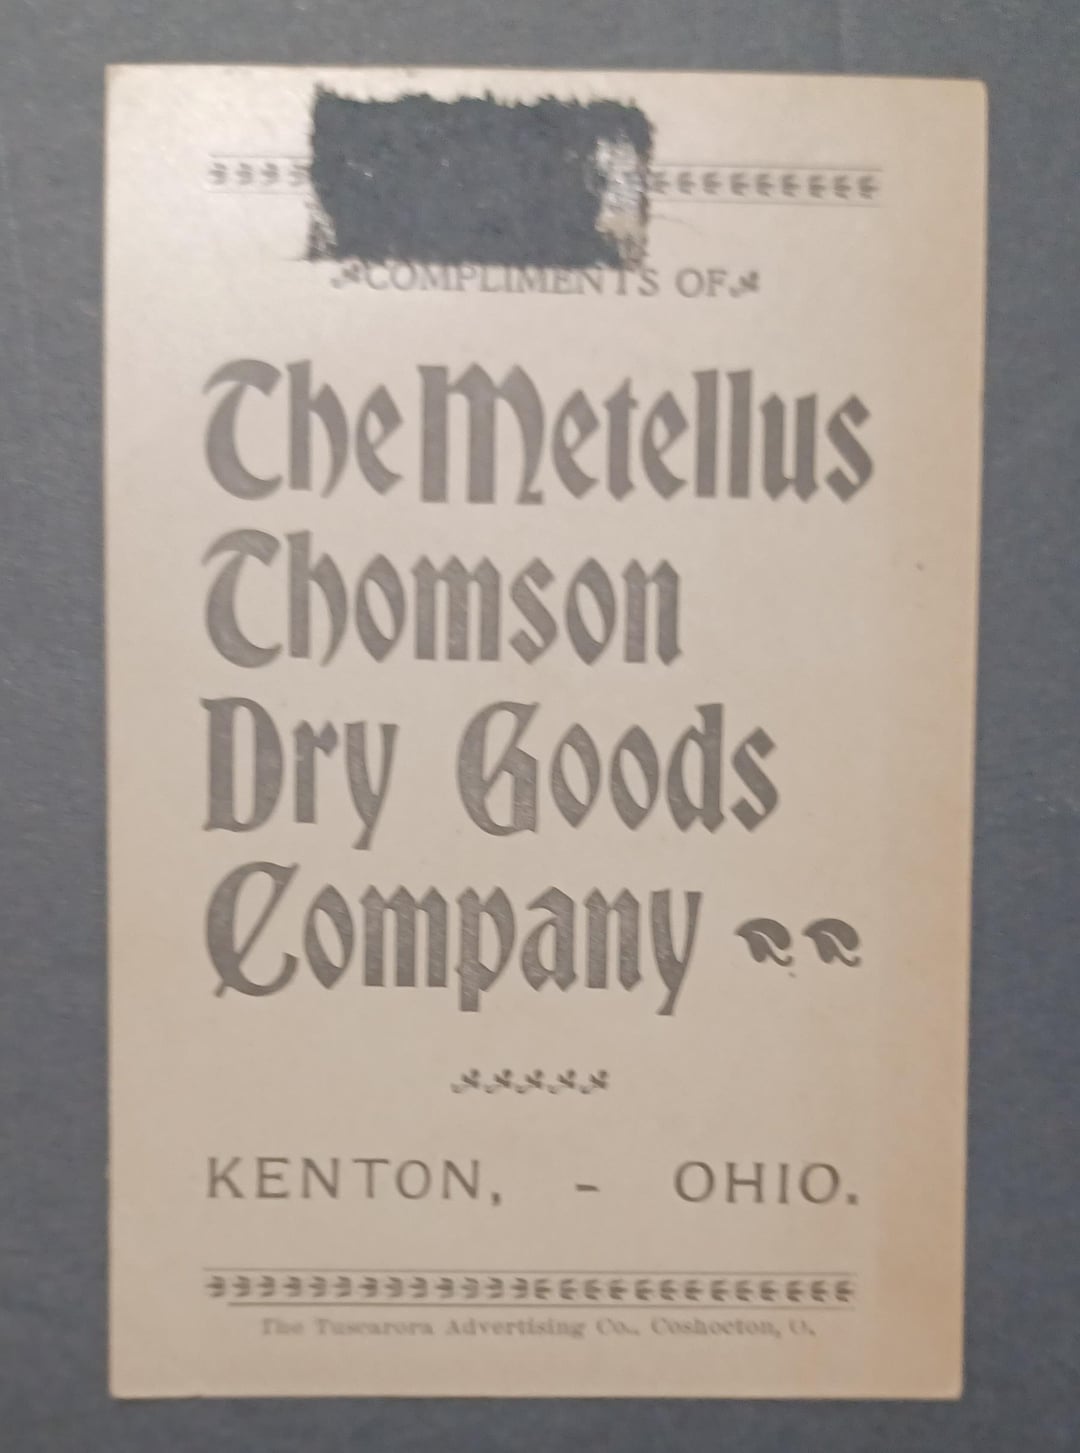 COMPLIMENTS OF
The Metellus
Thomson
Dry Goods
Company
KENTON, - OHIO.
The Tuscarora Advertising Co., Coshocton, O.